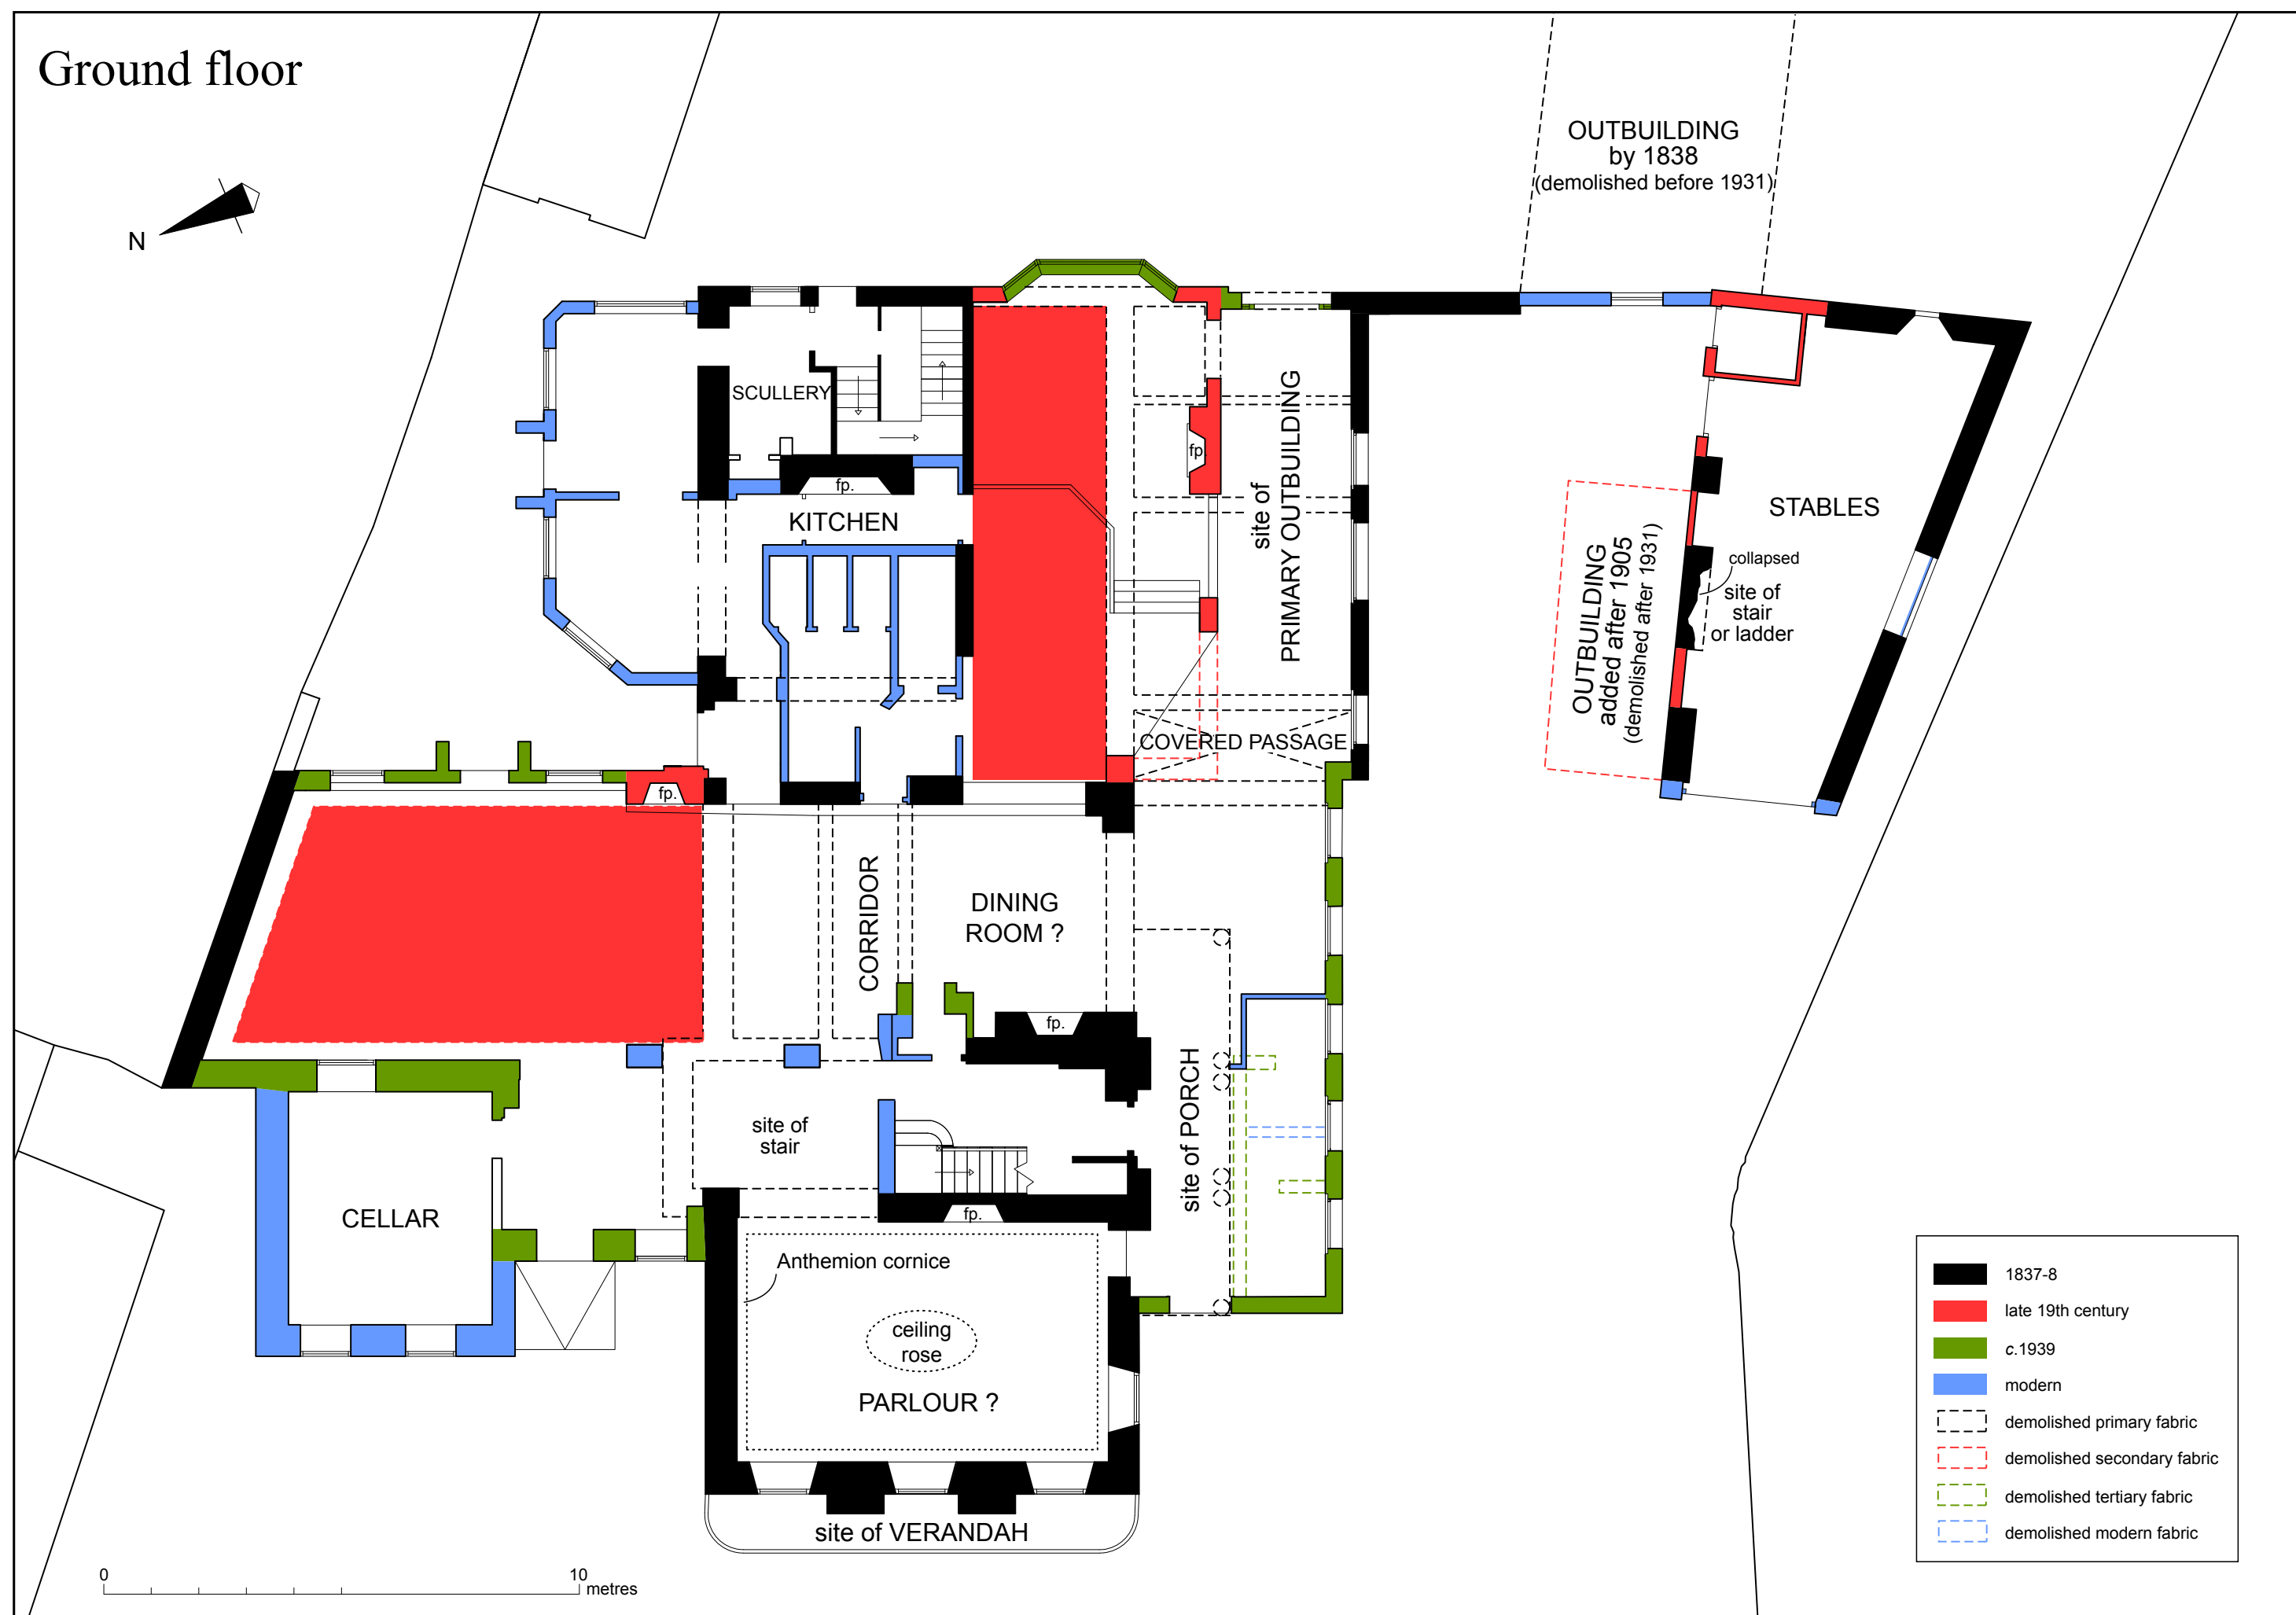 Ground floor
N
OUTBUILDING
by 1838
(demolished before 1931)
SCULLERY
fp.
KITCHEN
fp.
site of
PRIMARY OUTBUILDING
STABLES
collapsed
site of
stair
or ladder
OUTBUILDING
added after 1905
(demolished after 1931)
COVERED PASSAGE
fp.
CORRIDOR
DINING
ROOM ?
fp.
site of PORCH
site of
stair
CELLAR
fp.
Anthemion cornice
ceiling
rose
PARLOUR ?
site of VERANDAH
0 10
metres
1837-8
late 19th century
c.1939
modern
demolished primary fabric
demolished secondary fabric
demolished tertiary fabric
demolished modern fabric